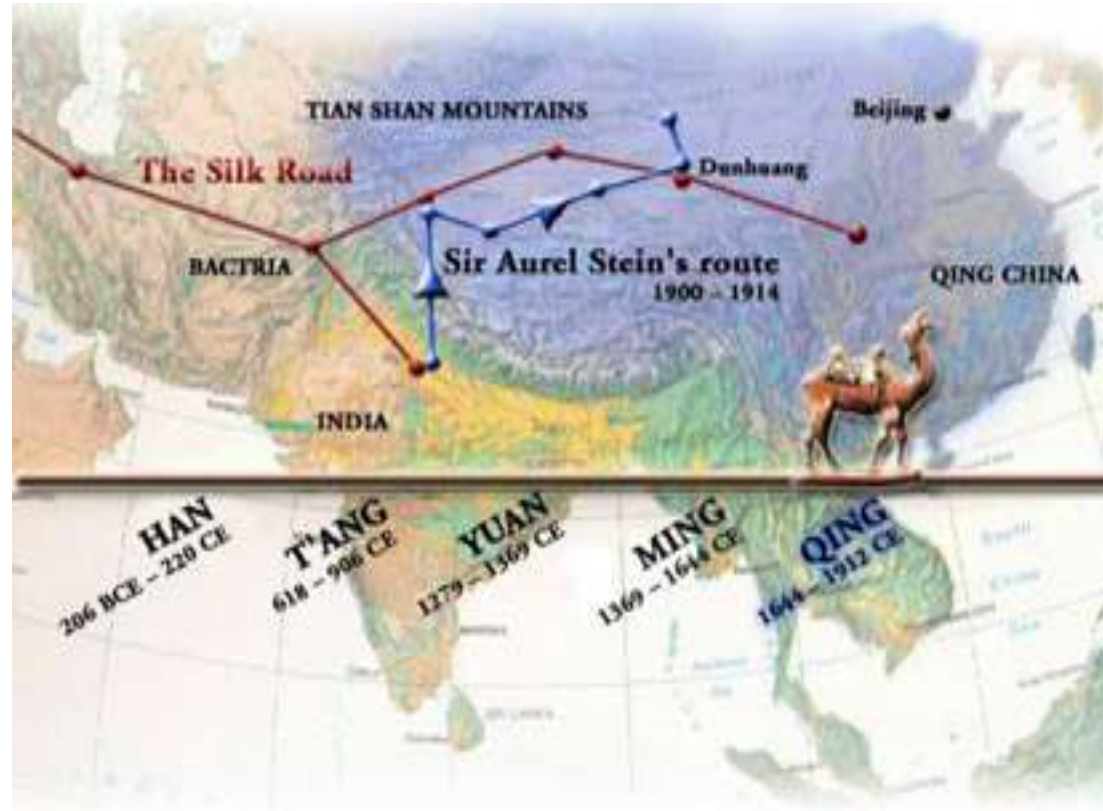 TIAN SHAN MOUNTAINS
Beijing
The Silk Road
Dunhuang
BACTRIA
Sir Aurel Stein's route
1900 – 1914
QING CHINA
INDIA
HAN
206 BCE – 220 CE
T'ANG
618 – 906 CE
YUAN
1279 – 1369 CE
MING
1369 – 1644 CE
QING
1644 – 1912 CE
SRI LANKA